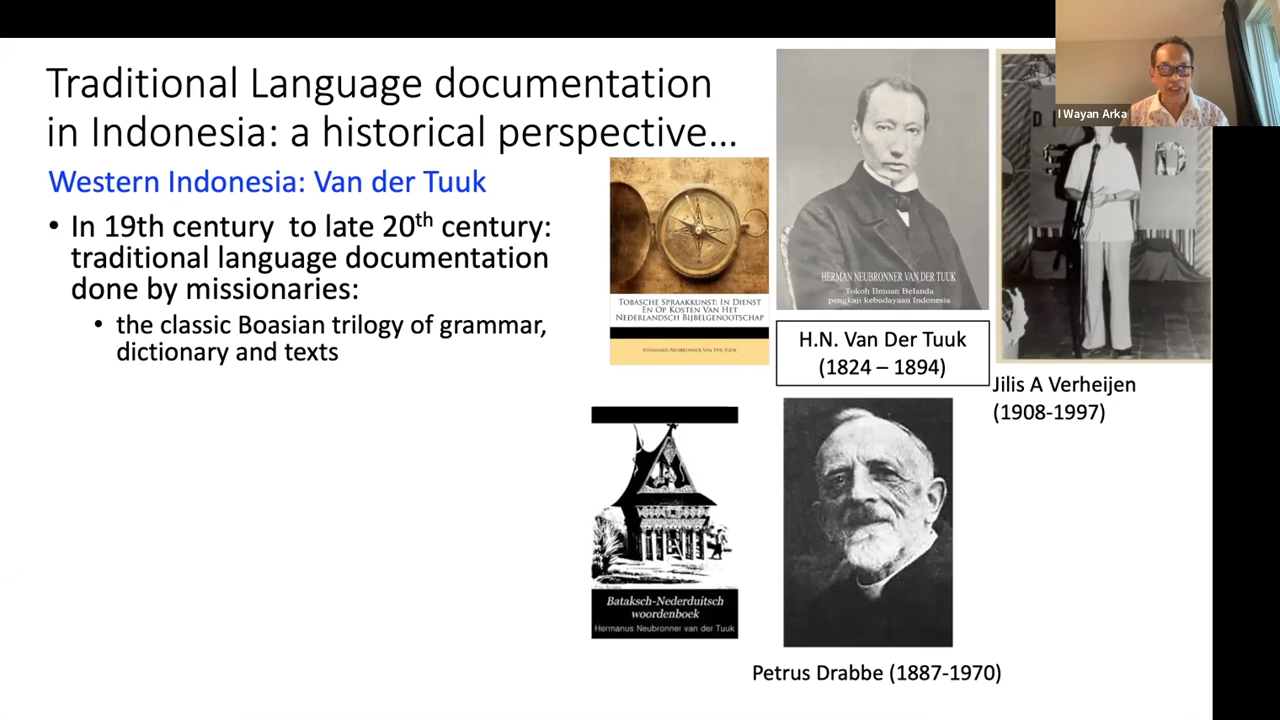 Traditional Language documentation
in Indonesia: a historical perspective…
Western Indonesia: Van der Tuuk
• In 19th century to late 20th century:
traditional language documentation
done by missionaries:
• the classic Boasian trilogy of grammar,
dictionary and texts
Tobasche Spraakkunst: In Dienst
En Op Kosten Van Het
Nederlandsch Bijbelgenootschap
Hermanus Neubronner Van Der Tuuk
HERMAN NEUBRONNER VAN DER TUUK
Tokoh Ilmuan Belanda
pengkaji kebudayaan Indonesia
H.N. Van Der Tuuk
(1824 – 1894)
I Wayan Arka
Jilis A Verheijen
(1908-1997)
Bataksch-Nederduitsch
woordenboek
Hermanus Neubronner van der Tuuk
Petrus Drabbe (1887-1970)